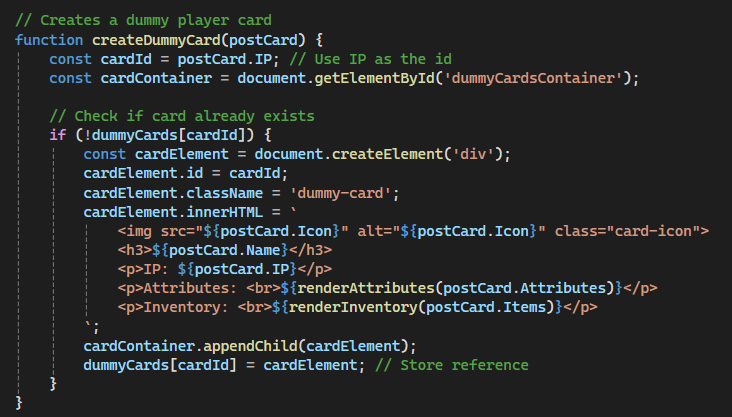 // Creates a dummy player card
function createDummyCard(postCard) {
    const cardId = postCard.IP; // Use IP as the id
    const cardContainer = document.getElementById('dummyCardsContainer');

    // Check if card already exists
    if (!dummyCards[cardId]) {
        const cardElement = document.createElement('div');
        cardElement.id = cardId;
        cardElement.className = 'dummy-card';
        cardElement.innerHTML = `
            <img src="${postCard.Icon}" alt="${postCard.Icon}" class="card-icon">
            <h3>${postCard.Name}</h3>
            <p>IP: ${postCard.IP}</p>
            <p>Attributes: <br>${renderAttributes(postCard.Attributes)}</p>
            <p>Inventory: <br>${renderInventory(postCard.Items)}</p>
        `;
        cardContainer.appendChild(cardElement);
        dummyCards[cardId] = cardElement; // Store reference
    }
}